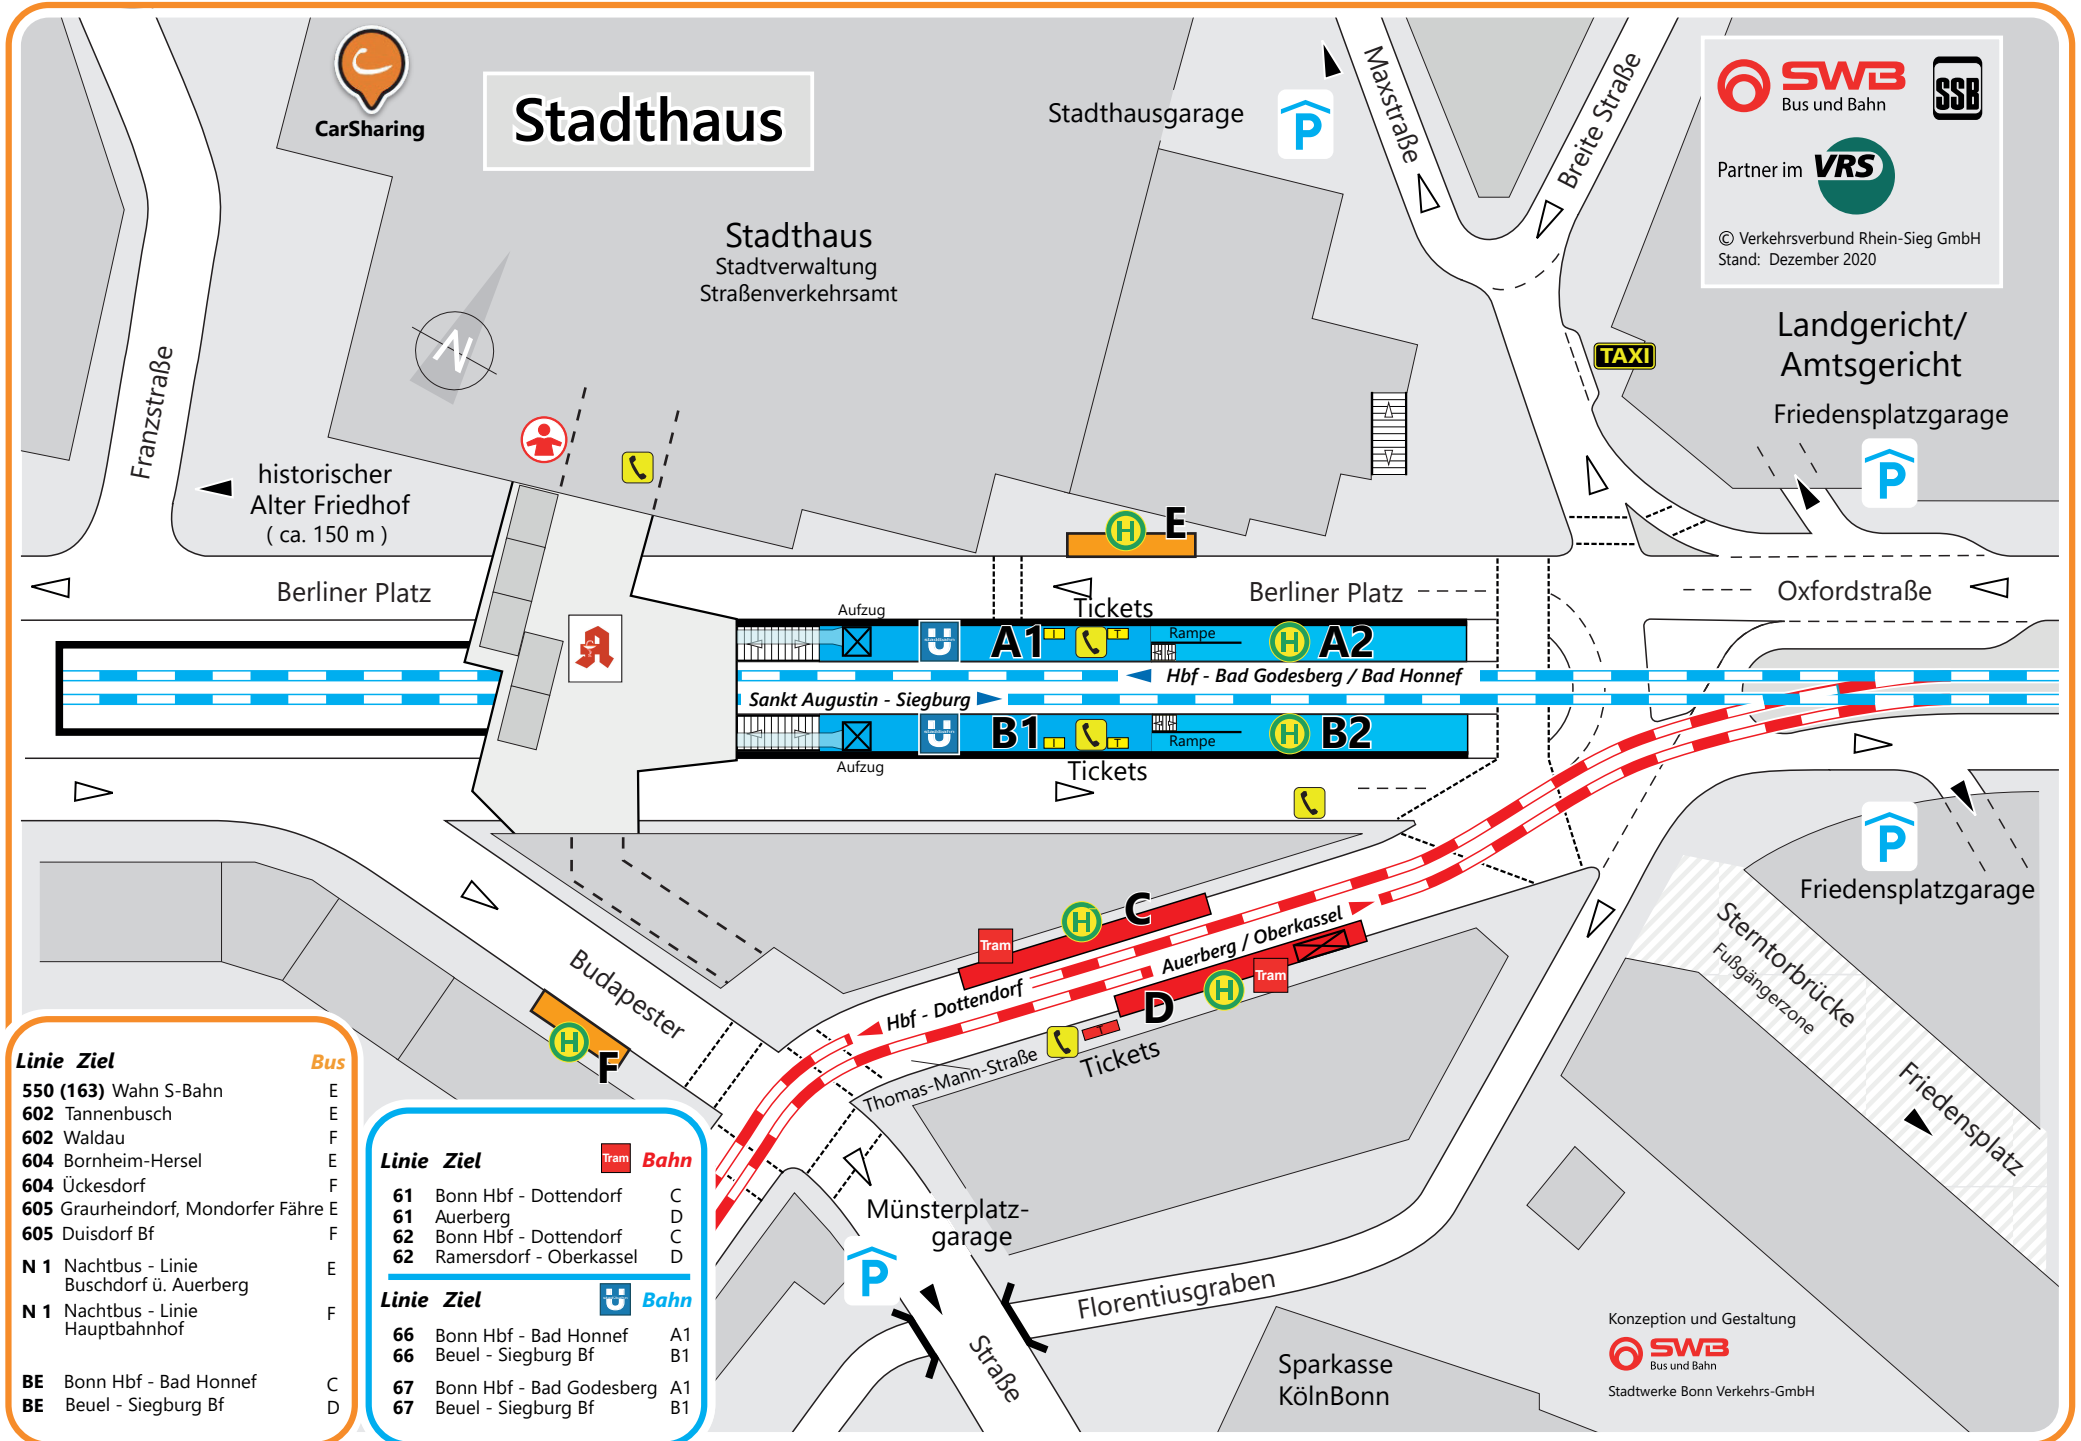 CarSharing
Stadthaus
Stadthausgarage
P
Maxstraße
Breite Straße
SWB
Bus und Bahn
SSB
Partner im VRS
© Verkehrsverbund Rhein-Sieg GmbH
Stand: Dezember 2020
Stadthaus
Stadtverwaltung
Straßenverkehrsamt
N
Franzstraße
historischer
Alter Friedhof
( ca. 150 m )
TAXI
Landgericht/
Amtsgericht
Friedensplatzgarage
P
H E
Berliner Platz
Berliner Platz
Oxfordstraße
Tickets
Aufzug
A
U A1 I T Rampe H A2
Hbf - Bad Godesberg / Bad Honnef
Sankt Augustin - Siegburg
U B1 I T Rampe H B2
Aufzug
Tickets
P
Friedensplatzgarage
Sterntorbrücke
Fußgängerzone
Friedensplatz
H C
Tram
Hbf - Dottendorf
Auerberg / Oberkassel
D H Tram
Tickets
Thomas-Mann-Straße
Budapester
H F
Münsterplatz-
garage
P
Straße
Florentiusgraben
Sparkasse
KölnBonn
Konzeption und Gestaltung
SWB
Bus und Bahn
Stadtwerke Bonn Verkehrs-GmbH
Linie Ziel Bus
550 (163) Wahn S-Bahn E
602 Tannenbusch E
602 Waldau F
604 Bornheim-Hersel E
604 Ückesdorf F
605 Graurheindorf, Mondorfer Fähre E
605 Duisdorf Bf F
N 1 Nachtbus - Linie
Buschdorf ü. Auerberg E
N 1 Nachtbus - Linie
Hauptbahnhof F
BE Bonn Hbf - Bad Honnef C
BE Beuel - Siegburg Bf D
Linie Ziel Tram Bahn
61 Bonn Hbf - Dottendorf C
61 Auerberg D
62 Bonn Hbf - Dottendorf C
62 Ramersdorf - Oberkassel D
Linie Ziel U Bahn
66 Bonn Hbf - Bad Honnef A1
66 Beuel - Siegburg Bf B1
67 Bonn Hbf - Bad Godesberg A1
67 Beuel - Siegburg Bf B1